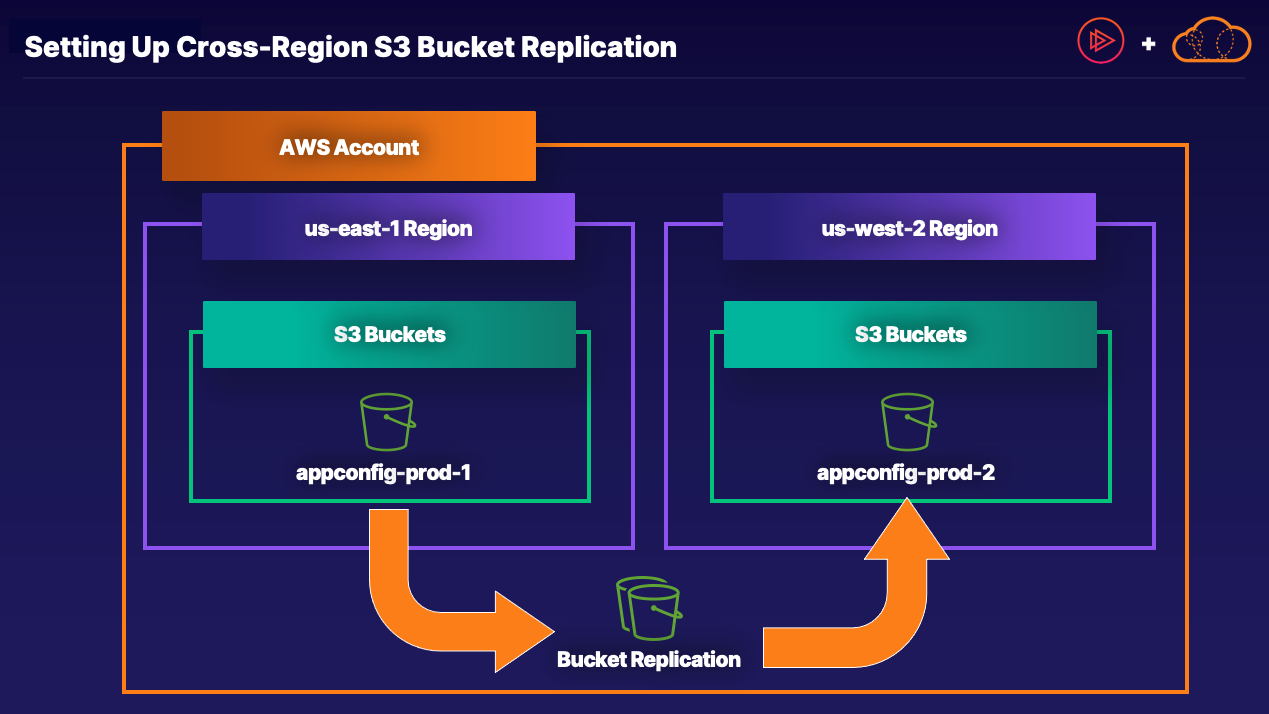 Setting Up Cross-Region S3 Bucket Replication
+
AWS Account
us-east-1 Region
us-west-2 Region
S3 Buckets
S3 Buckets
appconfig-prod-1
appconfig-prod-2
Bucket Replication